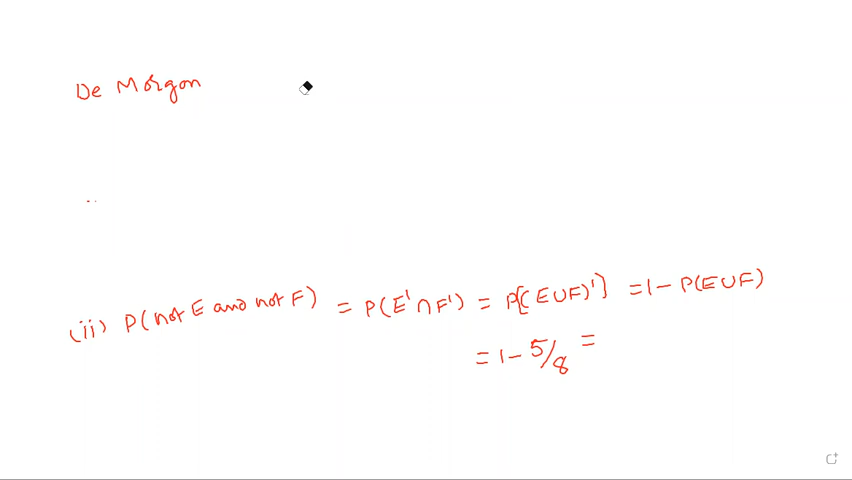 De Morgon
(ii) P(not E and not F) = P(E' ∩ F') = P[(E∪F)'] = 1 − P(E∪F)
= 1 − 5/8 =